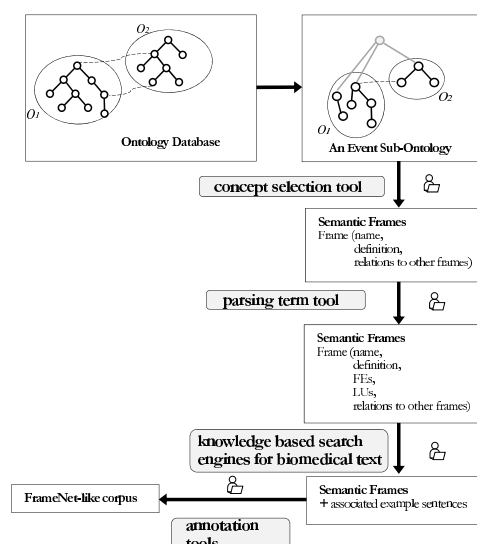 O2
O1
Ontology Database
O1
O2
An Event Sub-Ontology
concept selection tool
Semantic Frames
Frame (name,
definition,
relations to other frames)
parsing term tool
Semantic Frames
Frame (name,
definition,
FEs,
LUs,
relations to other frames)
knowledge based search
engines for biomedical text
Semantic Frames
+ associated example sentences
FrameNet-like corpus
annotation
tools